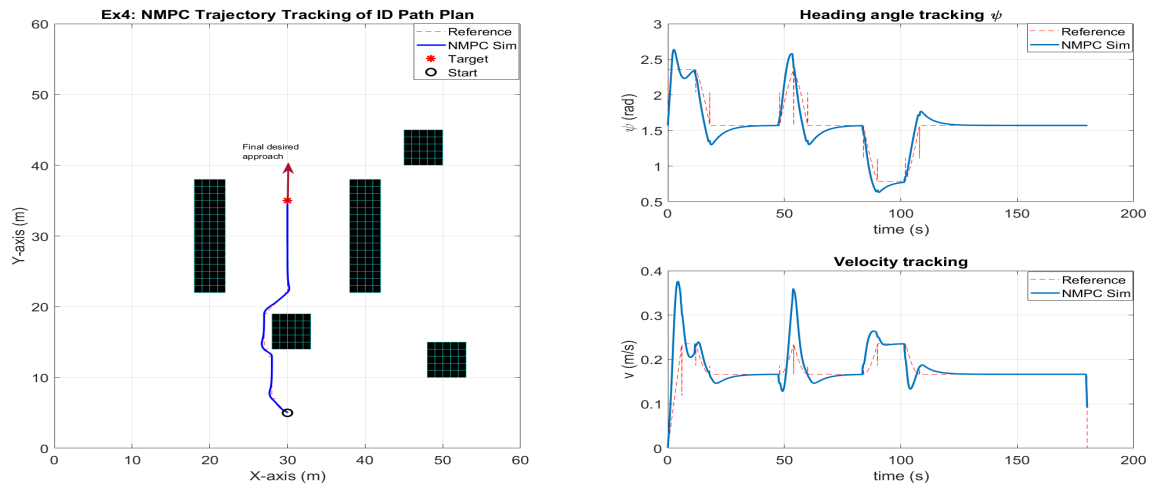 Ex4: NMPC Trajectory Tracking of ID Path Plan
60
50
40
30
20
10
0
Y-axis (m)
Reference
NMPC Sim
Target
Start
Final desired
approach
0
10
20
30
40
50
60
X-axis (m)
Heading angle tracking ψ
3
2.5
2
1.5
1
0.5
ψ (rad)
Reference
NMPC Sim
0
50
100
150
200
time (s)
Velocity tracking
0.4
0.3
0.2
0.1
0
v (m/s)
Reference
NMPC Sim
0
50
100
150
200
time (s)